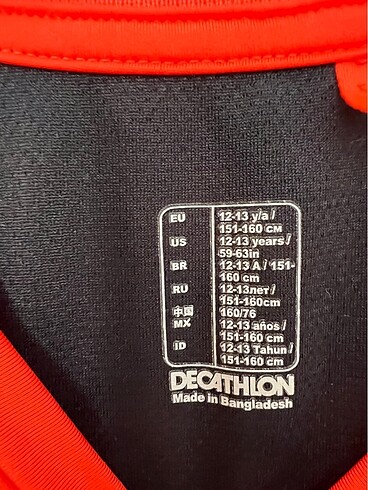 EU 12-13 y/a /
151-160 см
US 12-13 years /
59-63in
BR 12-13 A / 151-
160 cm
RU 12-13лет /
151-160cm
中国 160/76
MX 12-13 años /
151-160 cm
ID 12-13 Tahun /
151-160 cm
DECATHLON
Made in Bangladesh